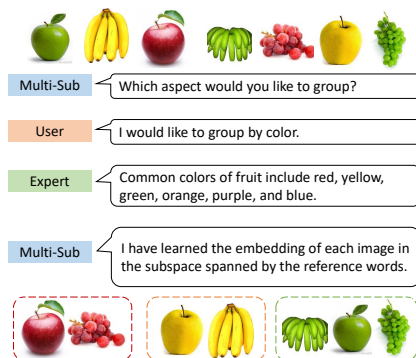 Multi-Sub
Which aspect would you like to group?
User
I would like to group by color.
Expert
Common colors of fruit include red, yellow,
green, orange, purple, and blue.
Multi-Sub
I have learned the embedding of each image in
the subspace spanned by the reference words.